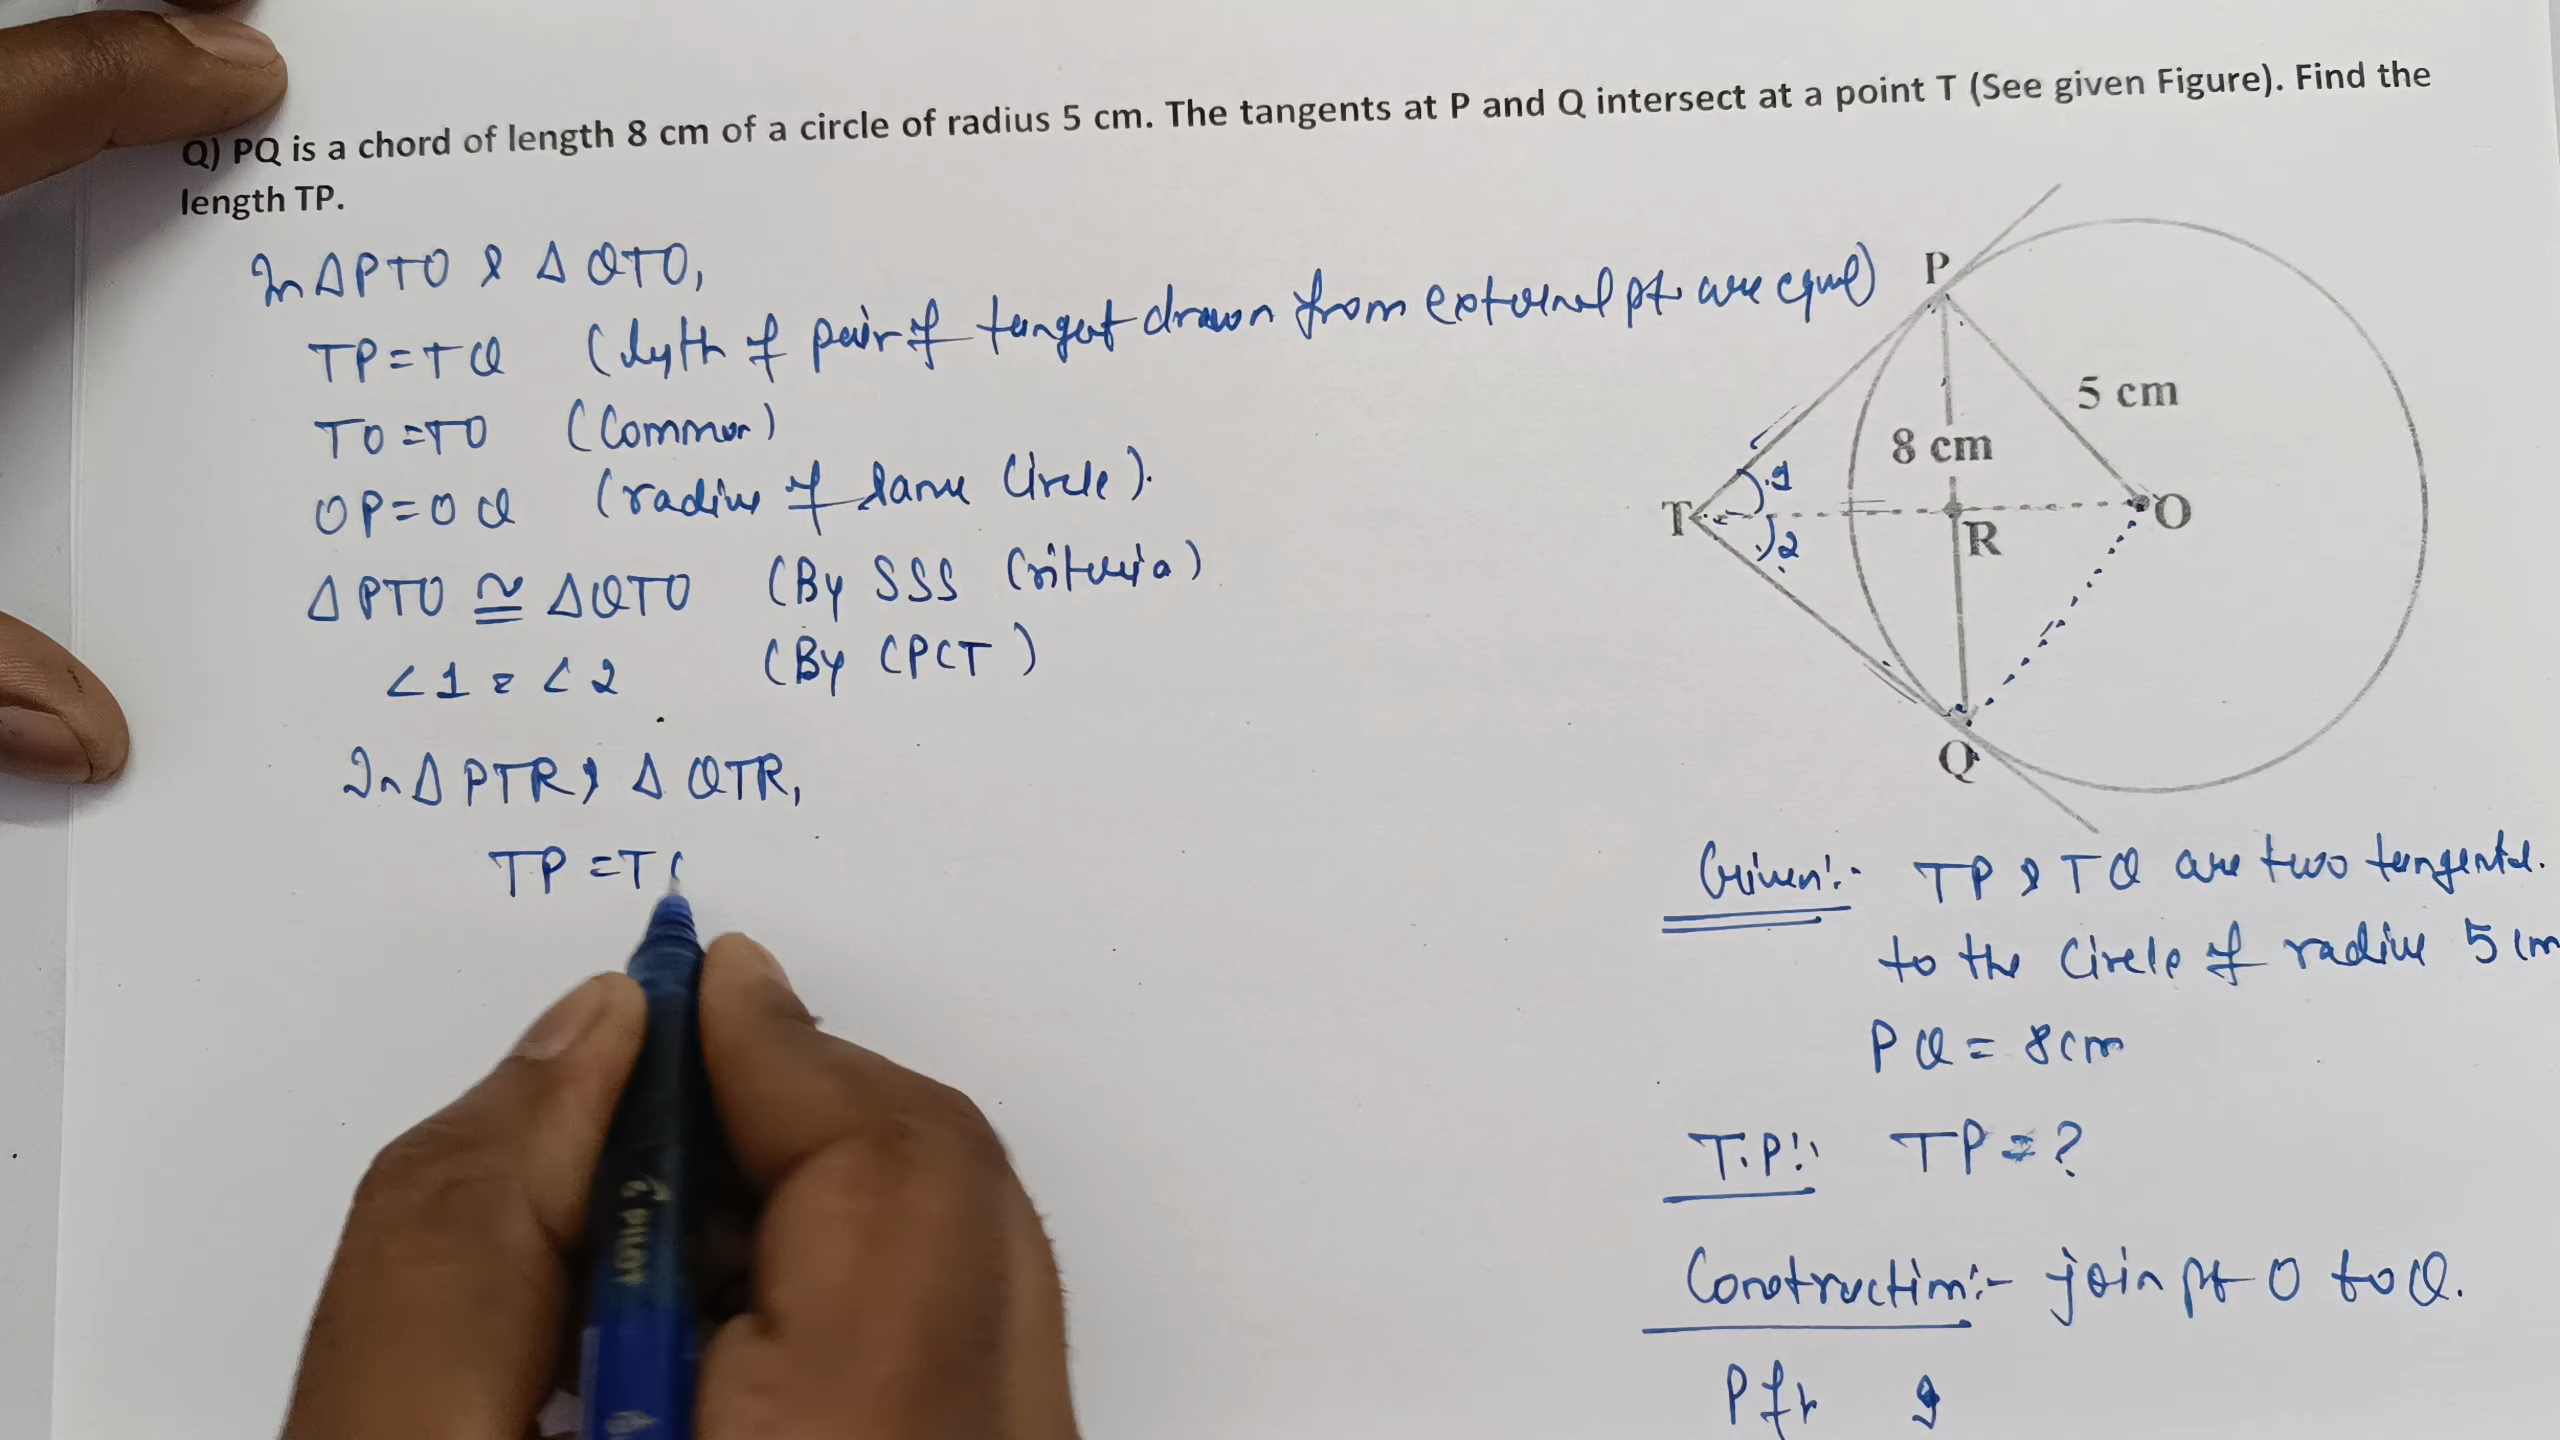 Q) PQ is a chord of length 8 cm of a circle of radius 5 cm. The tangents at P and Q intersect at a point T (See given Figure). Find the
length TP.
In ΔPTO & ΔQTO,
TP = TQ (length of pair of tangent drawn from external pt are equal)
TO = TO (Common)
OP = OQ (radius of same Circle).
ΔPTO ≅ ΔQTO (By SSS Criteria)
∠1 = ∠2 (By CPCT)
In ΔPTR & ΔQTR,
TP = T
P
5 cm
8 cm
1
T
O
2
R
Q
Given:- TP & TQ are two tangents.
to the Circle of radius 5 cm
PQ = 8 cm
T.P:- TP = ?
Construction:- join pt O to Q.
PILOT